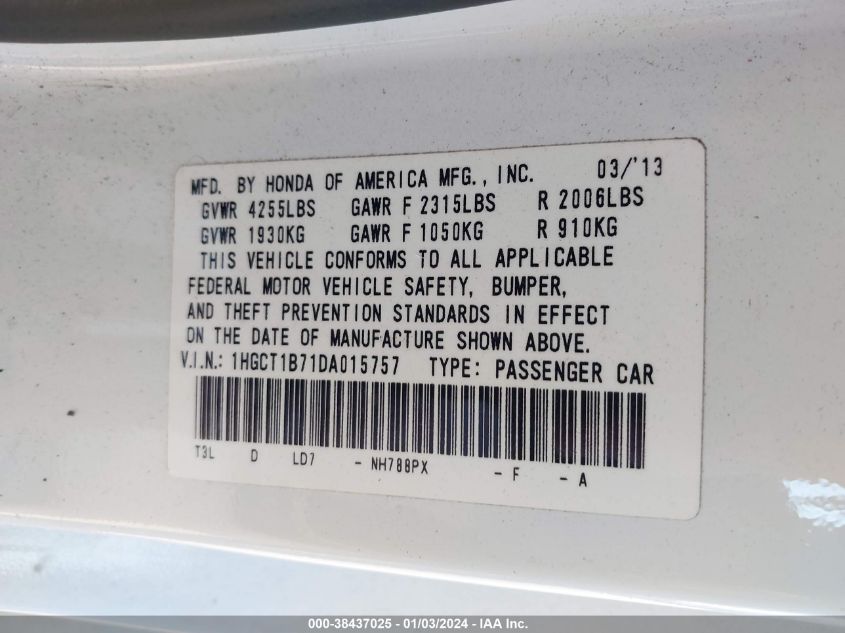 MFD. BY HONDA OF AMERICA MFG., INC. 03/'13
GVWR 4255LBS GAWR F 2315LBS R 2006LBS
GVWR 1930KG GAWR F 1050KG R 910KG
THIS VEHICLE CONFORMS TO ALL APPLICABLE
FEDERAL MOTOR VEHICLE SAFETY, BUMPER,
AND THEFT PREVENTION STANDARDS IN EFFECT
ON THE DATE OF MANUFACTURE SHOWN ABOVE.
V.I.N.: 1HGCT1B71DA015757 TYPE: PASSENGER CAR
T3L D LD7 - NH788PX - F - A
000-38437025 - 01/03/2024 - IAA Inc.